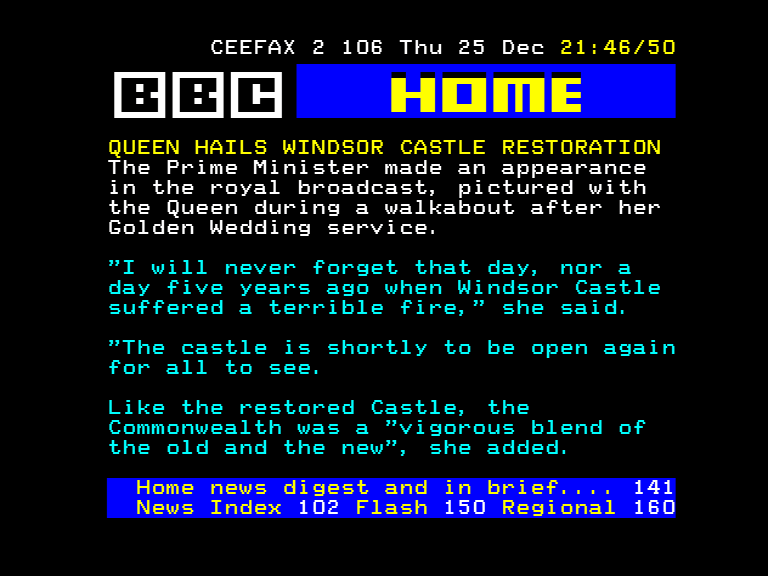 CEEFAX 2 106 Thu 25 Dec 21:46/50
BBC HOME
QUEEN HAILS WINDSOR CASTLE RESTORATION
The Prime Minister made an appearance
in the royal broadcast, pictured with
the Queen during a walkabout after her
Golden Wedding service.
”I will never forget that day, nor a
day five years ago when Windsor Castle
suffered a terrible fire,” she said.
”The castle is shortly to be open again
for all to see.
Like the restored Castle, the
Commonwealth was a ”vigorous blend of
the old and the new”, she added.
Home news digest and in brief.... 141
News Index 102 Flash 150 Regional 160